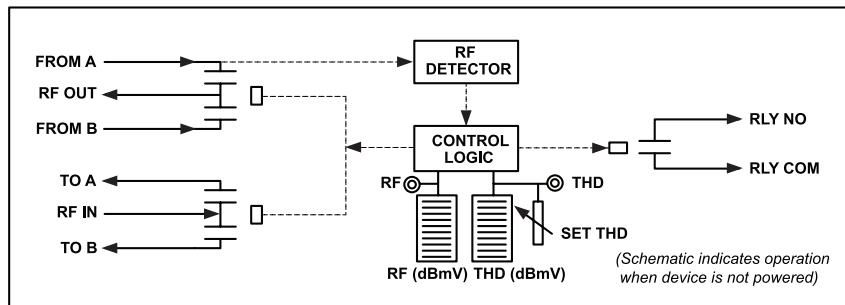 FROM A
RF OUT
FROM B
TO A
RF IN
TO B
RF
DETECTOR
CONTROL
LOGIC
RF
THD
SET THD
RF (dBmV)
THD (dBmV)
RLY NO
RLY COM
(Schematic indicates operation
when device is not powered)